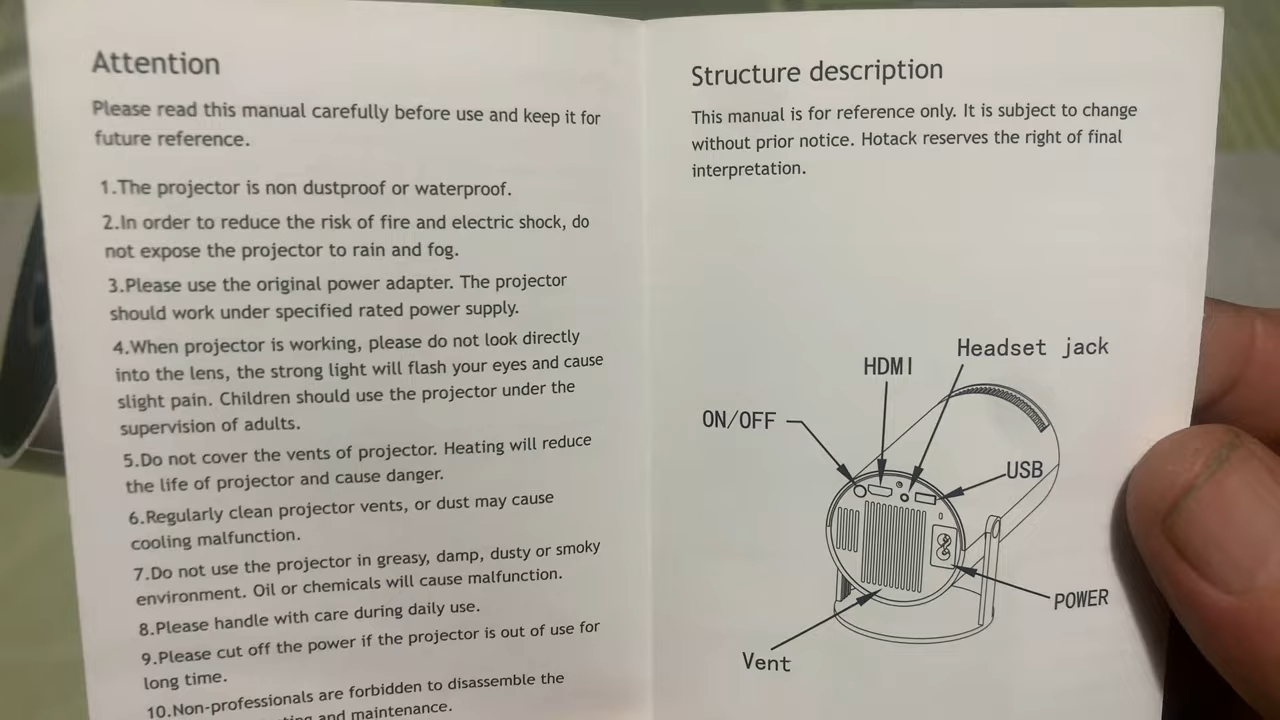 Attention
Please read this manual carefully before use and keep it for
future reference.
1.The projector is non dustproof or waterproof.
2.In order to reduce the risk of fire and electric shock, do
not expose the projector to rain and fog.
3.Please use the original power adapter. The projector
should work under specified rated power supply.
4.When projector is working, please do not look directly
into the lens, the strong light will flash your eyes and cause
slight pain. Children should use the projector under the
supervision of adults.
5.Do not cover the vents of projector. Heating will reduce
the life of projector and cause danger.
6.Regularly clean projector vents, or dust may cause
cooling malfunction.
7.Do not use the projector in greasy, damp, dusty or smoky
environment. Oil or chemicals will cause malfunction.
8.Please handle with care during daily use.
9.Please cut off the power if the projector is out of use for
long time.
10.Non-professionals are forbidden to disassemble the
and maintenance.
Structure description
This manual is for reference only. It is subject to change
without prior notice. Hotack reserves the right of final
interpretation.
Headset jack
HDMI
ON/OFF
USB
POWER
Vent